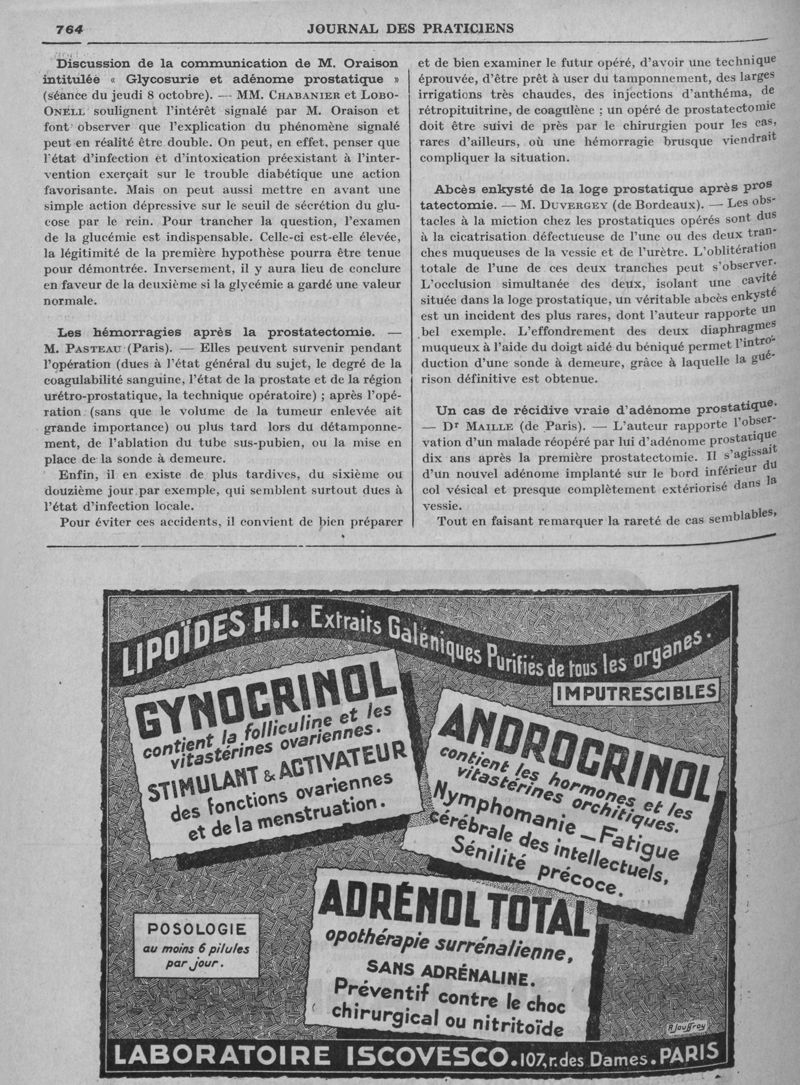 764
JOURNAL DES PRATICIENS
Discussion de la communication de M. Oraison
intitulée « Glycosurie et adénome prostatique »
(séance du jeudi 8 octobre). — MM. CHABANIER et LOBO-
ONELL soulignent l'intérêt signalé par M. Oraison et
font observer que l'explication du phénomène signalé
peut en réalité être double. On peut, en effet, penser que
l'état d'infection et d'intoxication préexistant à l'inter-
vention exerçait sur le trouble diabétique une action
favorisante. Mais on peut aussi mettre en avant une
simple action dépressive sur le seuil de sécrétion du glu-
cose par le rein. Pour trancher la question, l'examen
de la glucémie est indispensable. Celle-ci est-elle élevée,
la légitimité de la première hypothèse pourra être tenue
pour démontrée. Inversement, il y aura lieu de conclure
en faveur de la deuxième si la glycémie a gardé une valeur
normale.
Les hémorragies après la prostatectomie. —
M. PASTEAU (Paris). — Elles peuvent survenir pendant
l'opération (dues à l'état général du sujet, le degré de la
coagulabilité sanguine, l'état de la prostate et de la région
urétro-prostatique, la technique opératoire) ; après l'opé-
ration (sans que le volume de la tumeur enlevée ait
grande importance) ou plus tard lors du détamponne-
ment, de l'ablation du tube sus-pubien, ou la mise en
place de la sonde à demeure.
Enfin, il en existe de plus tardives, du sixième ou
douzième jour par exemple, qui semblent surtout dues à
l'état d'infection locale.
Pour éviter ces accidents, il convient de bien préparer
et de bien examiner le futur opéré, d'avoir une technique
éprouvée, d'être prêt à user du tamponnement, des larges
irrigations très chaudes, des injections d'anthéma, de
rétropituitrine, de coagulène ; un opéré de prostatectomie
doit être suivi de près par le chirurgien pour les cas,
rares d'ailleurs, où une hémorragie brusque viendrait
compliquer la situation.
Abcès enkysté de la loge prostatique après pros
tatectomie. — M. DUVERGEY (de Bordeaux). — Les obs-
tacles à la miction chez les prostatiques opérés sont dus
à la cicatrisation défectueuse de l'une ou des deux tran-
ches muqueuses de la vessie et de l'urètre. L'oblitération
totale de l'une de ces deux tranches peut s'observer.
L'occlusion simultanée des deux, isolant une cavité
située dans la loge prostatique, un véritable abcès enkysté
est un incident des plus rares, dont l'auteur rapporte un
bel exemple. L'effondrement des deux diaphragmes
muqueux à l'aide du doigt aidé du béniqué permet l'intro-
duction d'une sonde à demeure, grâce à laquelle la gué-
rison définitive est obtenue.
Un cas de récidive vraie d'adénome prostatique.
— Dr MAILLE (de Paris). — L'auteur rapporte l'obser-
vation d'un malade réopéré par lui d'adénome prostatique
dix ans après la première prostatectomie. Il s'agissait
d'un nouvel adénome implanté sur le bord inférieur du
col vésical et presque complètement extériorisé dans la
vessie.
Tout en faisant remarquer la rareté de cas semblables,
LIPOÏDES H.I. Extraits Galéniques Purifiés de tous les organes.
IMPUTRESCIBLES
GYNOCRINOL
contient la folliculine et les
vitastérines ovariennes.
STIMULANT & ACTIVATEUR
des fonctions ovariennes
et de la menstruation.
ANDROCRINOL
contient les hormones et les
vitastérines orchitiques.
Nymphomanie _ Fatigue
cérébrale des intellectuels,
Sénilité précoce.
ADRÉNOL TOTAL
opothérapie surrénalienne,
SANS ADRÉNALINE.
Préventif contre le choc
chirurgical ou nitritoïde
POSOLOGIE
au moins 6 pilules
par jour.
R. Jouffroy
LABORATOIRE ISCOVESCO. 107, r. des Dames. PARIS